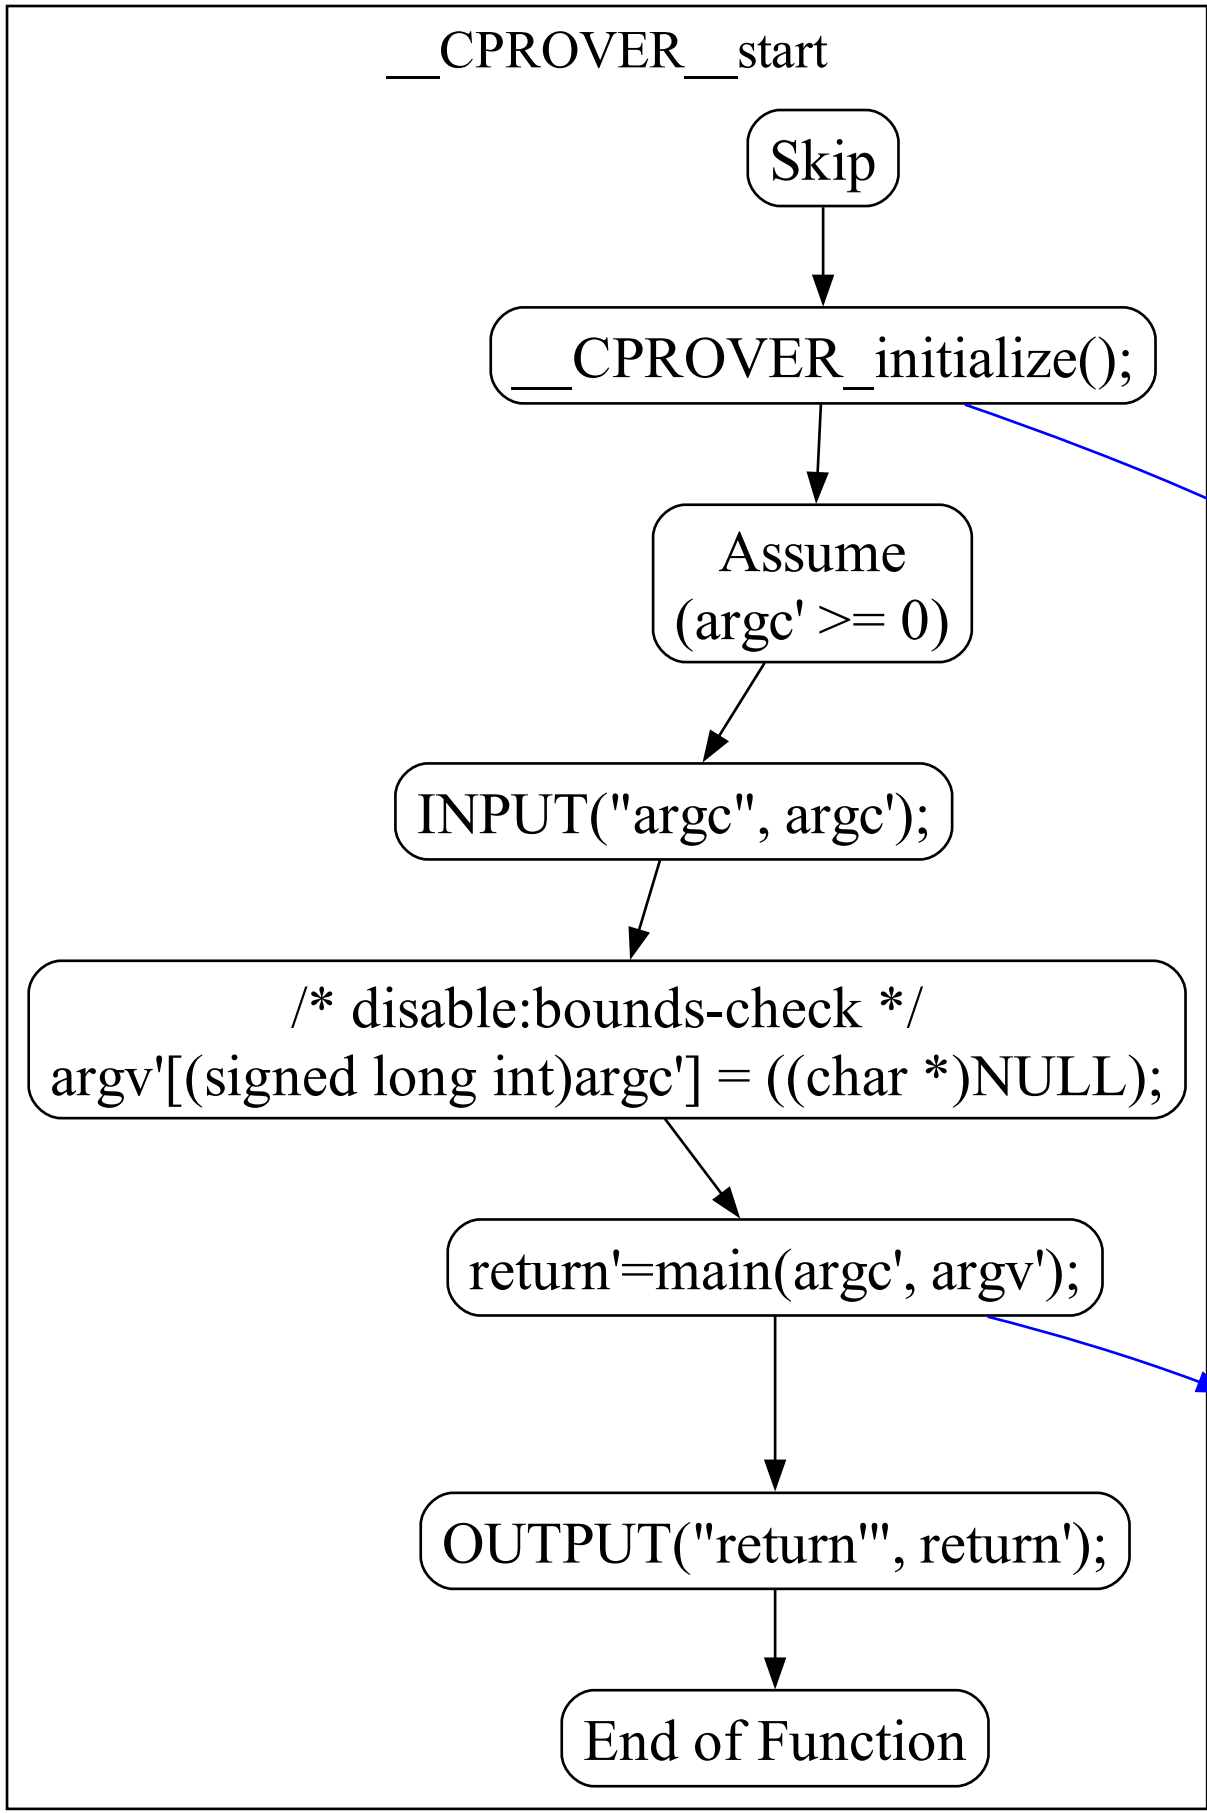 __CPROVER__start
Skip
__CPROVER_initialize();
Assume
(argc' >= 0)
INPUT("argc", argc');
/* disable:bounds-check */
argv'[(signed long int)argc'] = ((char *)NULL);
return'=main(argc', argv');
OUTPUT("return'", return');
End of Function